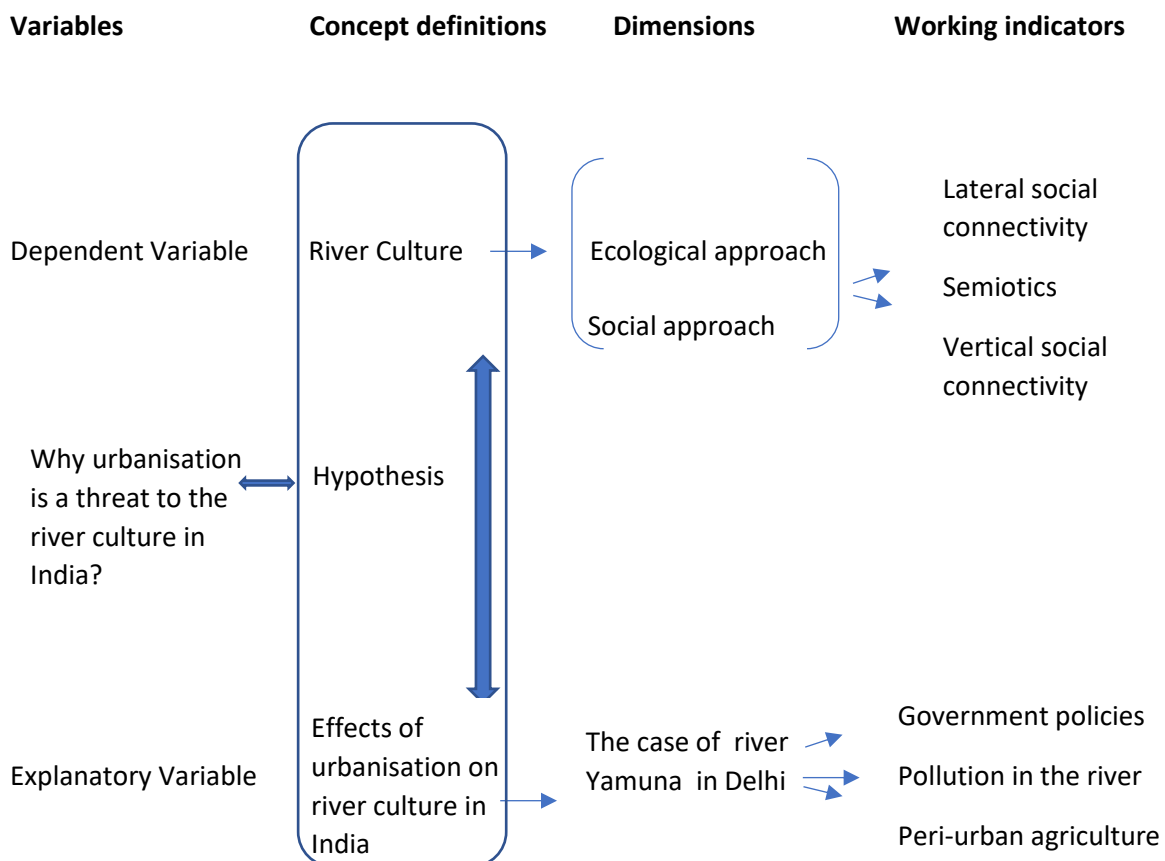 Variables
Concept definitions
Dimensions
Working indicators
Dependent Variable
River Culture
Ecological approach
Social approach
Lateral social
connectivity
Semiotics
Vertical social
connectivity
Why urbanisation
is a threat to the
river culture in
India?
Hypothesis
Explanatory Variable
Effects of
urbanisation on
river culture in
India
The case of river
Yamuna in Delhi
Government policies
Pollution in the river
Peri-urban agriculture